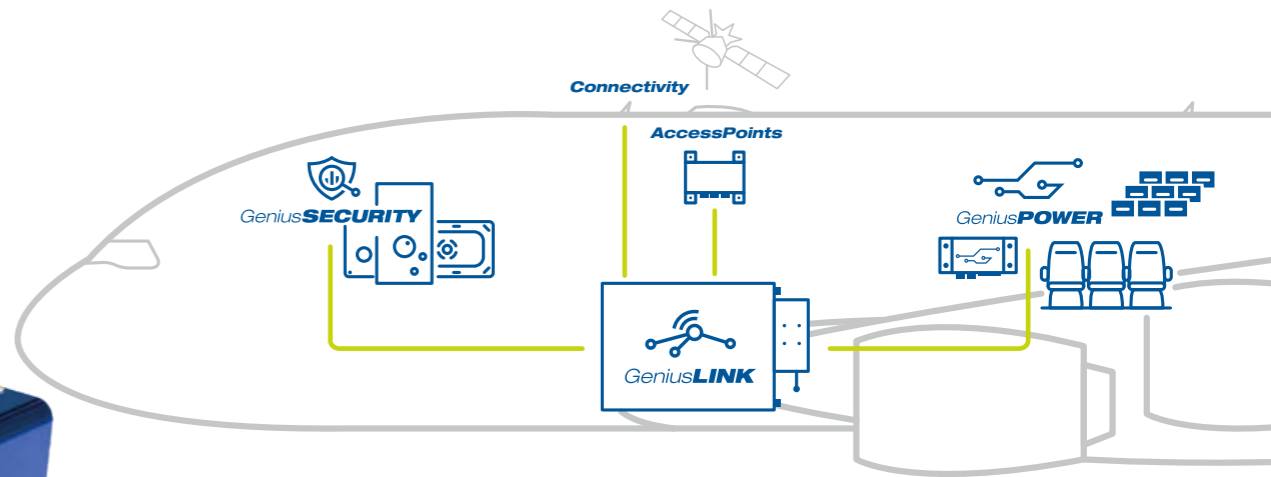 Connectivity
AccessPoints
GeniusSECURITY
GeniusPOWER
GeniusLINK